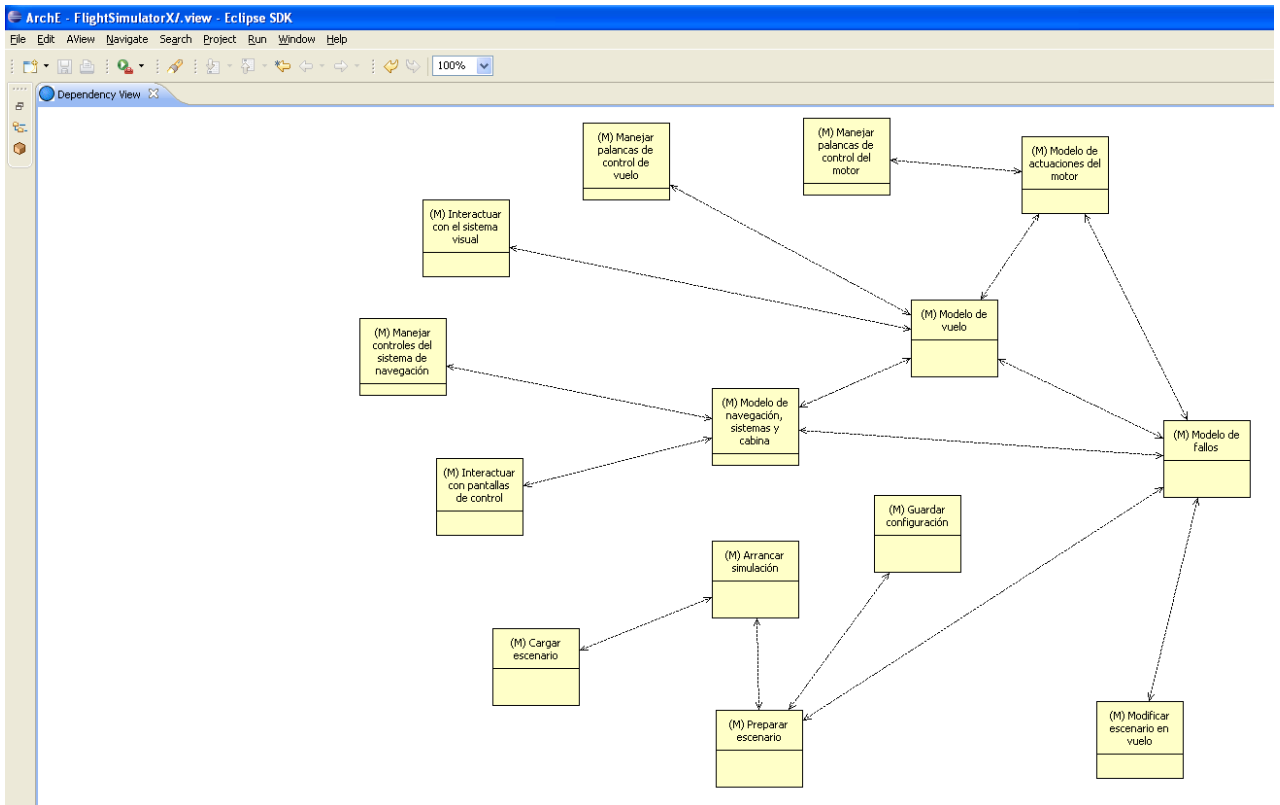 ArchE - FlightSimulatorX/.view - Eclipse SDK
File Edit AView Navigate Search Project Run Window Help
100%
Dependency View
(M) Manejar
palancas de
control de
vuelo
(M) Manejar
palancas de
control del
motor
(M) Modelo de
actuaciones del
motor
(M) Interactuar
con el sistema
visual
(M) Modelo de
vuelo
(M) Manejar
controles del
sistema de
navegación
(M) Modelo de
navegación,
sistemas y
cabina
(M) Modelo de
fallos
(M) Interactuar
con pantallas
de control
(M) Guardar
configuración
(M) Arrancar
simulación
(M) Cargar
escenario
(M) Preparar
escenario
(M) Modificar
escenario en
vuelo